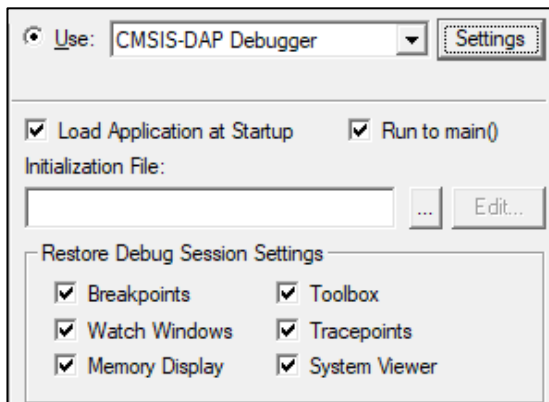 Use: CMSIS-DAP Debugger Settings
Load Application at Startup Run to main()
Initialization File:
... Edit...
Restore Debug Session Settings
Breakpoints Toolbox
Watch Windows Tracepoints
Memory Display System Viewer